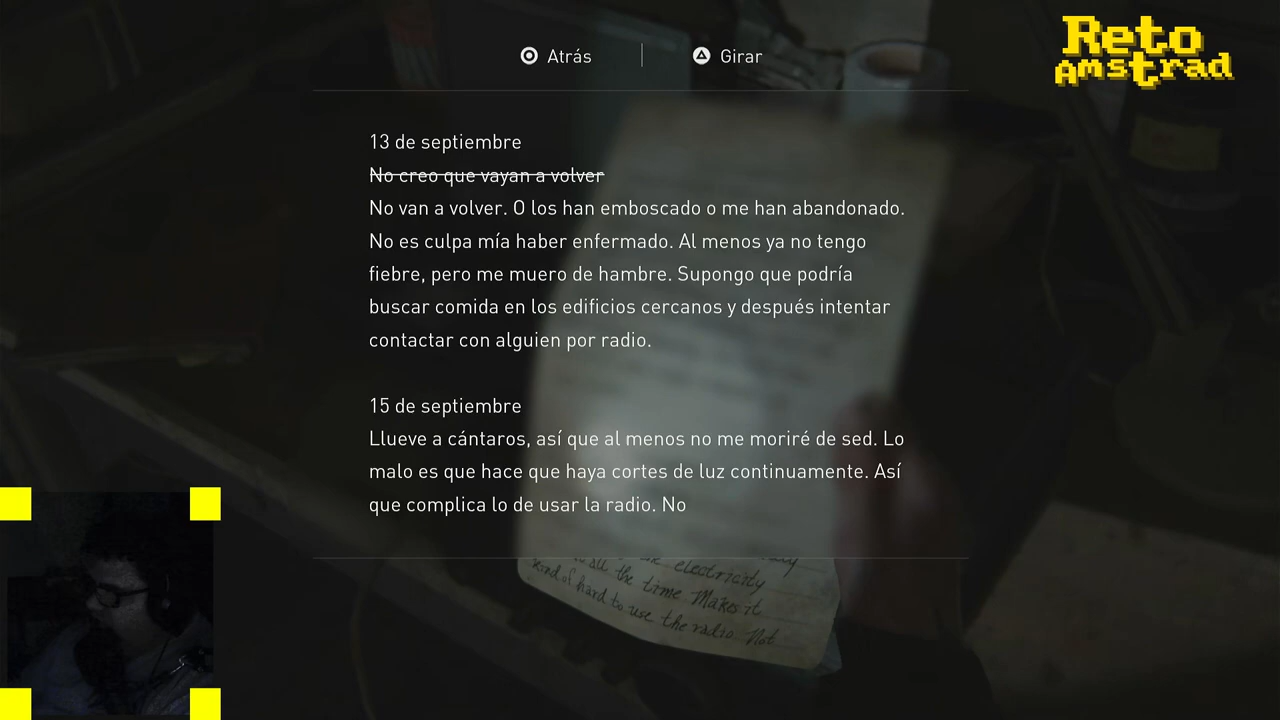 Reto
Amstrad
Atrás
Girar
13 de septiembre
No creo que vayan a volver
No van a volver. O los han emboscado o me han abandonado.
No es culpa mía haber enfermado. Al menos ya no tengo
fiebre, pero me muero de hambre. Supongo que podría
buscar comida en los edificios cercanos y después intentar
contactar con alguien por radio.
15 de septiembre
Llueve a cántaros, así que al menos no me moriré de sed. Lo
malo es que hace que haya cortes de luz continuamente. Así
que complica lo de usar la radio. No
electricity
all the time Makes it
kind of hard to use the radio. Not